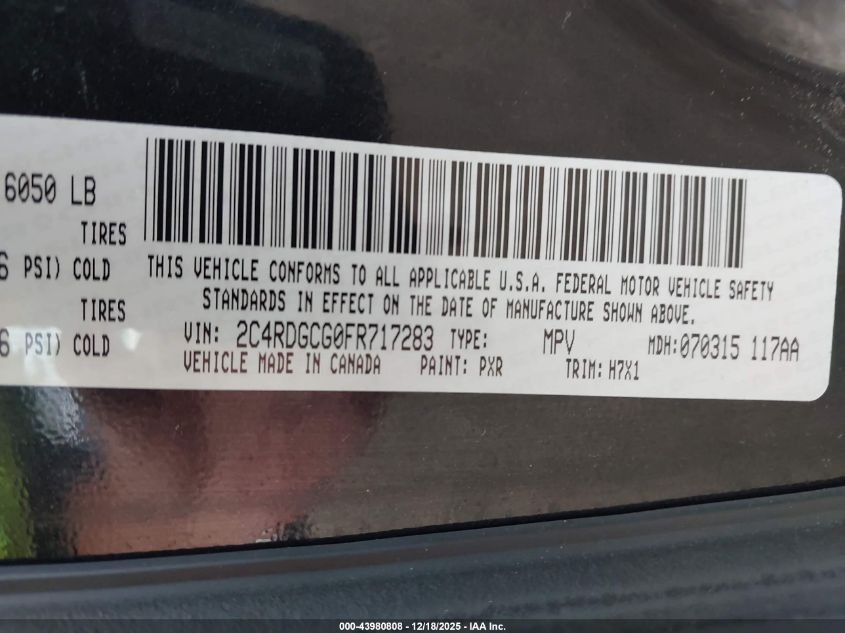 6050 LB
TIRES
6 PSI) COLD
TIRES
6 PSI) COLD
THIS VEHICLE CONFORMS TO ALL APPLICABLE U.S.A. FEDERAL MOTOR VEHICLE SAFETY
STANDARDS IN EFFECT ON THE DATE OF MANUFACTURE SHOWN ABOVE.
VIN: 2C4RDGCG0FR717283 TYPE: MPV MDH:070315 117AA
VEHICLE MADE IN CANADA PAINT: PXR TRIM: H7X1
000-43980808 - 12/18/2025 - IAA Inc.